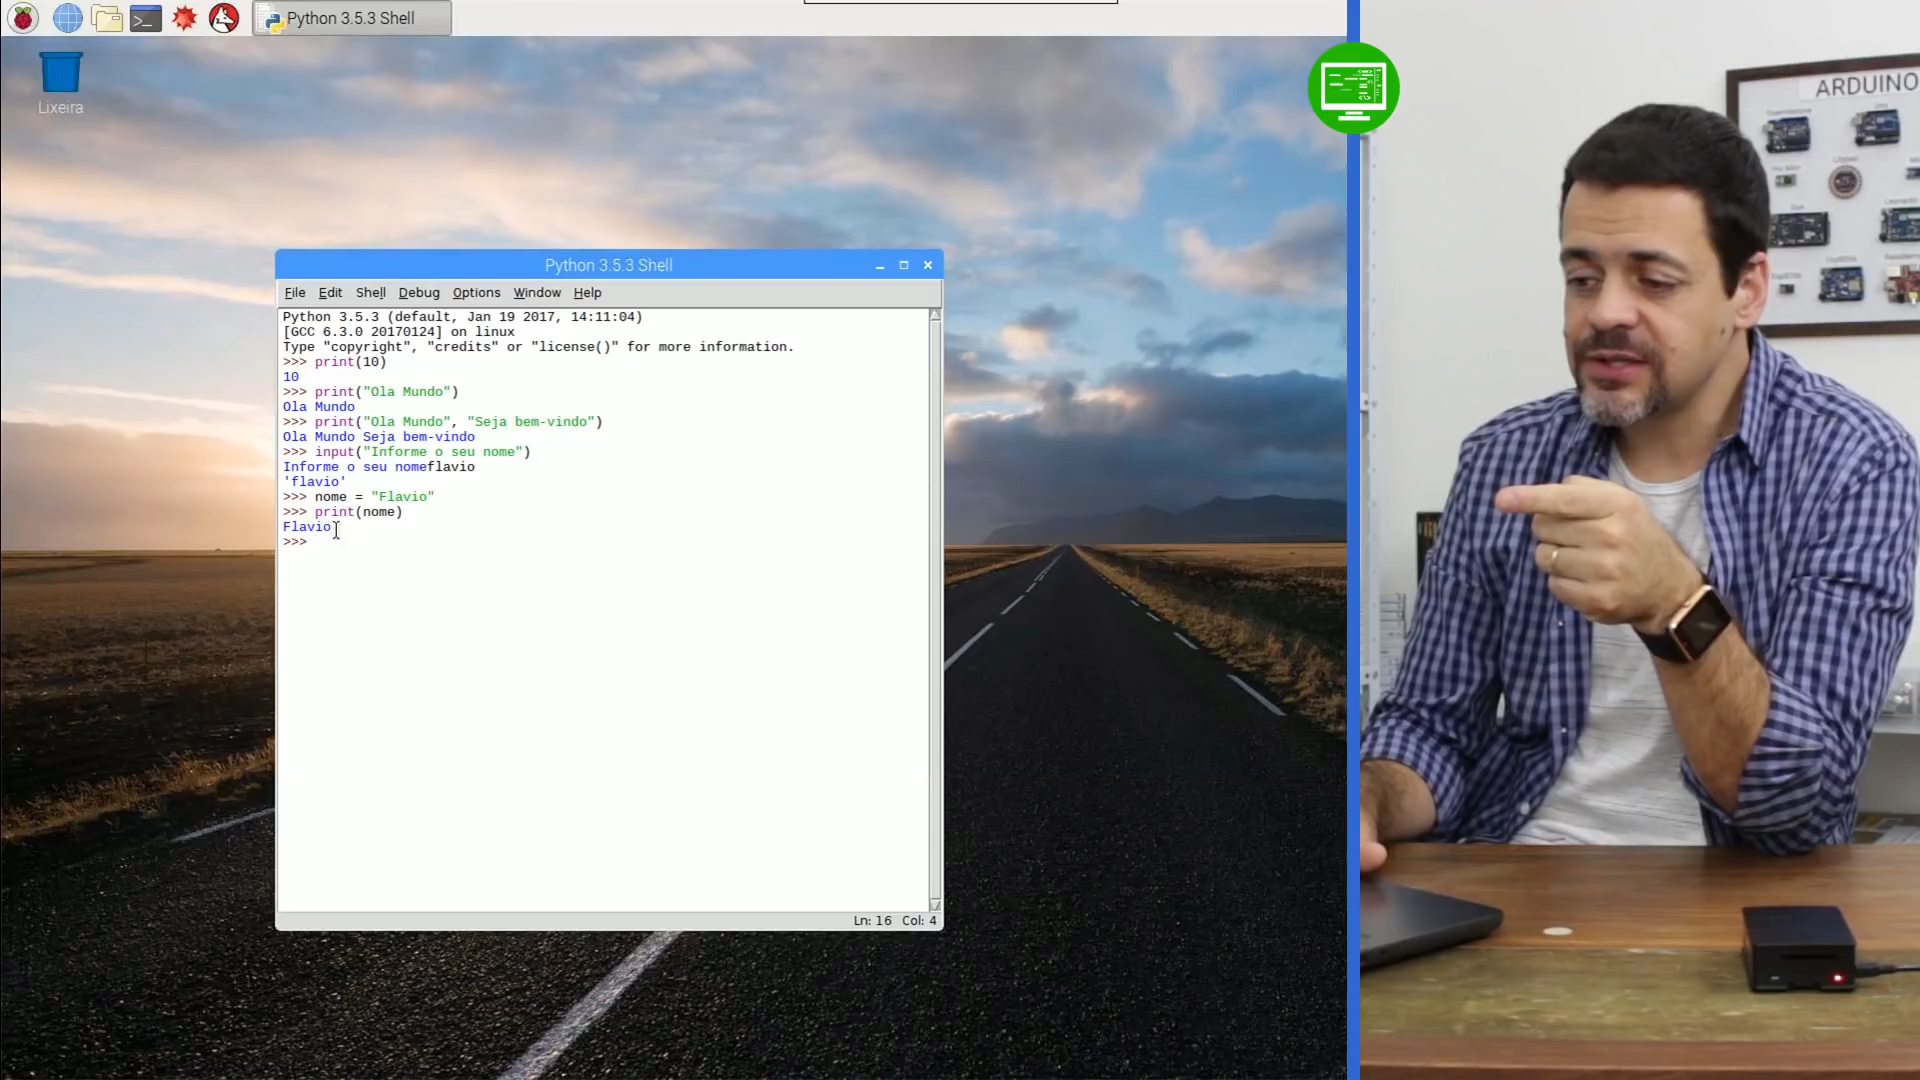 Python 3.5.3 Shell
Lixeira
Python 3.5.3 Shell
File Edit Shell Debug Options Window Help
Python 3.5.3 (default, Jan 19 2017, 14:11:04)
[GCC 6.3.0 20170124] on linux
Type "copyright", "credits" or "license()" for more information.
>>> print(10)
10
>>> print("Ola Mundo")
Ola Mundo
>>> print("Ola Mundo", "Seja bem-vindo")
Ola Mundo Seja bem-vindo
>>> input("Informe o seu nome")
Informe o seu nomeflavio
'flavio'
>>> nome = "Flavio"
>>> print(nome)
Flavio
>>>
Ln: 16 Col: 4
ARDUINO